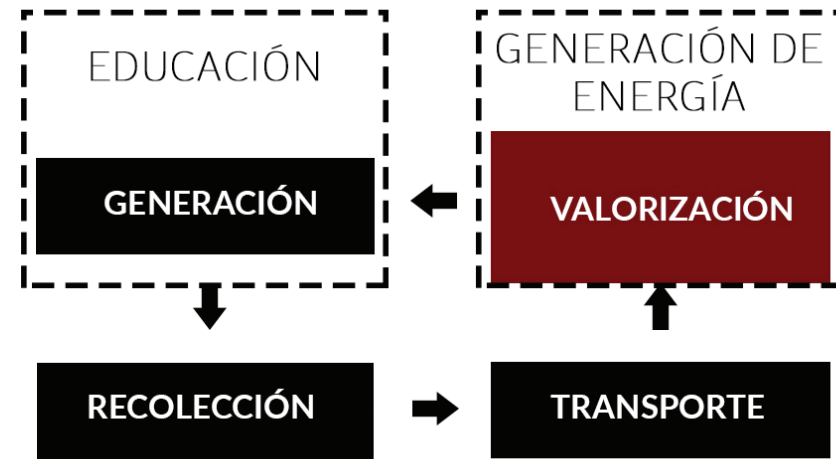 EDUCACIÓN
GENERACIÓN DE
ENERGÍA
GENERACIÓN
VALORIZACIÓN
RECOLECCIÓN
TRANSPORTE